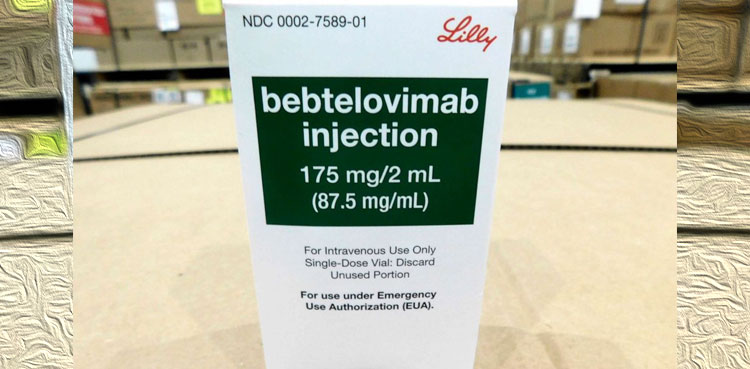 NDC 0002-7589-01
Lilly
bebtelovimab
injection
175 mg/2 mL
(87.5 mg/mL)
For Intravenous Use Only
Single-Dose Vial: Discard
Unused Portion
For use under Emergency
Use Authorization (EUA).